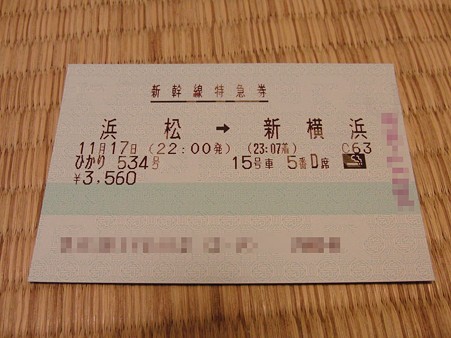 新幹線特急券
浜松 → 新横浜
11月17日 (22:00発) (23:07着) C63
ひかり 534号 15号車 5番D席
¥3,560